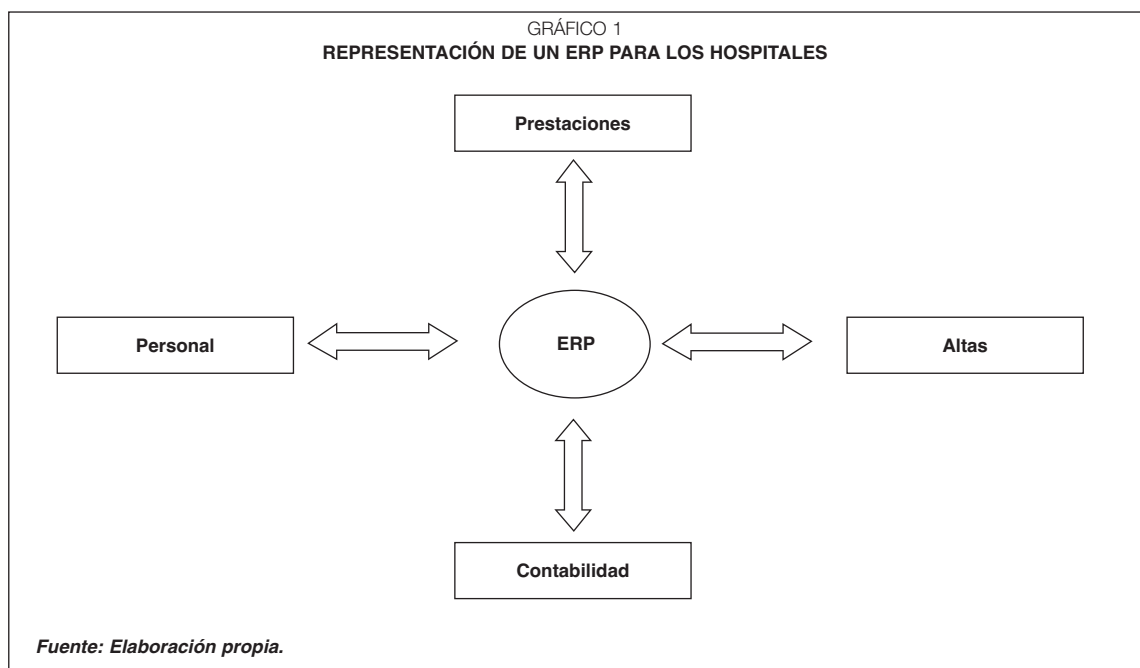 GRÁFICO 1
REPRESENTACIÓN DE UN ERP PARA LOS HOSPITALES
Prestaciones
Personal
ERP
Altas
Contabilidad
Fuente: Elaboración propia.